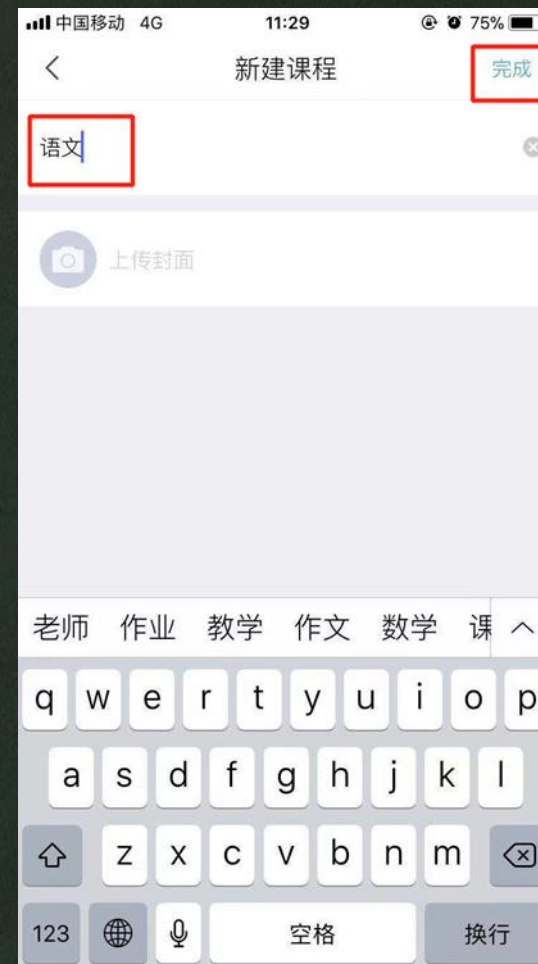 中国移动 4G 11:29 75%
新建课程 完成
语文
上传封面
老师 作业 教学 作文 数学 课
q w e r t y u i o p
a s d f g h j k l
z x c v b n m
123 空格 换行